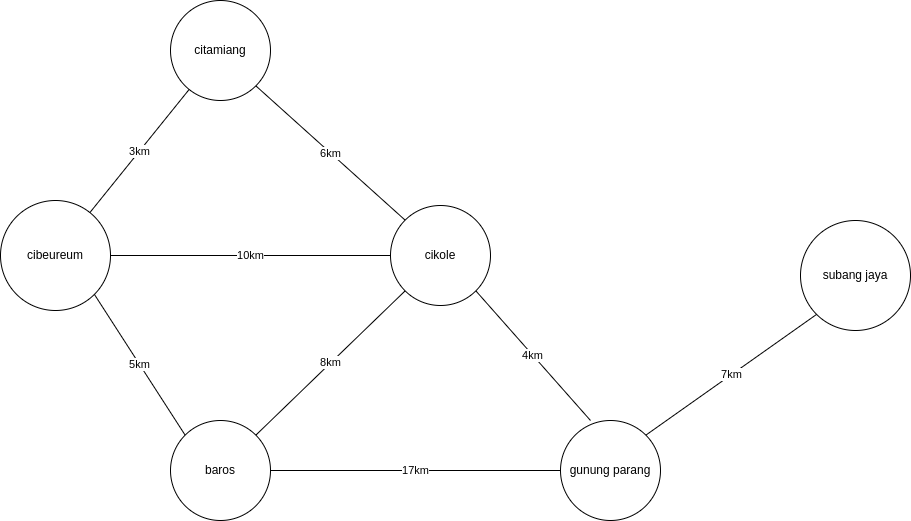 citamiang
3km
6km
cibeureum
10km
cikole
subang jaya
5km
8km
4km
7km
baros
17km
gunung parang